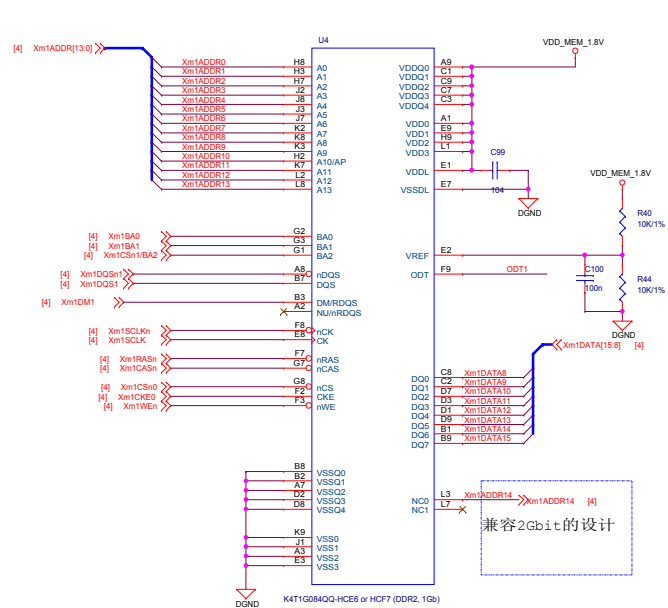 U4
VDD_MEM_1.8V
[4] Xm1ADDR[13:0]
Xm1ADDR0 H8 A0 VDDQ0 A9
Xm1ADDR1 H3 A1 VDDQ1 C1
Xm1ADDR2 H7 A2 VDDQ2 C9
Xm1ADDR3 J2 A3 VDDQ3 C7
Xm1ADDR4 J8 A4 VDDQ4 C3
Xm1ADDR5 J3 A5
Xm1ADDR6 J7 A6 VDD0 A1
Xm1ADDR7 K2 A7 VDD1 E9
Xm1ADDR8 K8 A8 VDD2 H9
Xm1ADDR9 K3 A9 VDD3 L1
Xm1ADDR10 H2 A10/AP
Xm1ADDR11 K7 A11 VDDL E1
Xm1ADDR12 L2 A12
Xm1ADDR13 L8 A13 VSSDL E7
C99
104
DGND
VDD_MEM_1.8V
R40
10K/1%
[4] Xm1BA0 G2 BA0
[4] Xm1BA1 G3 BA1
[4] Xm1CSn1/BA2 G1 BA2 VREF E2
[4] Xm1DQSn1 A8 nDQS ODT F9 ODT1
[4] Xm1DQS1 B7 DQS
C100
100n
R44
10K/1%
DGND
[4] Xm1DM1 B3 DM/RDQS
A2 NU/nRDQS
[4] Xm1SCLKn F8 nCK
[4] Xm1SCLK E8 CK
Xm1DATA[15:8] [4]
[4] Xm1RASn F7 nRAS
[4] Xm1CASn G7 nCAS
[4] Xm1CSn0 G8 nCS
[4] Xm1CKE0 F2 CKE
[4] Xm1WEn F3 nWE
DQ0 C8 Xm1DATA8
DQ1 C2 Xm1DATA9
DQ2 D7 Xm1DATA10
DQ3 D3 Xm1DATA11
DQ4 D1 Xm1DATA12
DQ5 D9 Xm1DATA13
DQ6 B1 Xm1DATA14
DQ7 B9 Xm1DATA15
B8 VSSQ0
B2 VSSQ1
A7 VSSQ2
D2 VSSQ3
D8 VSSQ4
NC0 L3 Xm1ADDR14 Xm1ADDR14 [4]
NC1 L7
兼容2Gbit的设计
K9 VSS0
J1 VSS1
A3 VSS2
E3 VSS3
DGND
K4T1G084QQ-HCE6 or HCF7 (DDR2, 1Gb)